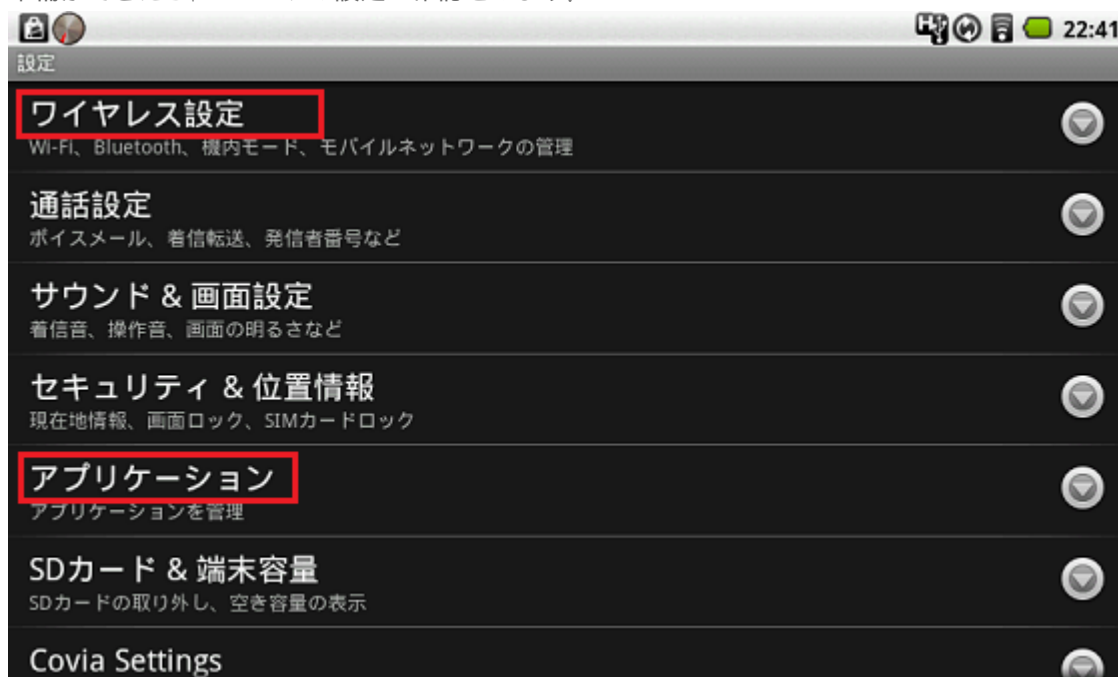 22:41
設定
ワイヤレス設定
Wi-Fi、Bluetooth、機内モード、モバイルネットワークの管理
通話設定
ボイスメール、着信転送、発信者番号など
サウンド & 画面設定
着信音、操作音、画面の明るさなど
セキュリティ & 位置情報
現在地情報、画面ロック、SIMカードロック
アプリケーション
アプリケーションを管理
SDカード & 端末容量
SDカードの取り外し、空き容量の表示
Covia Settings